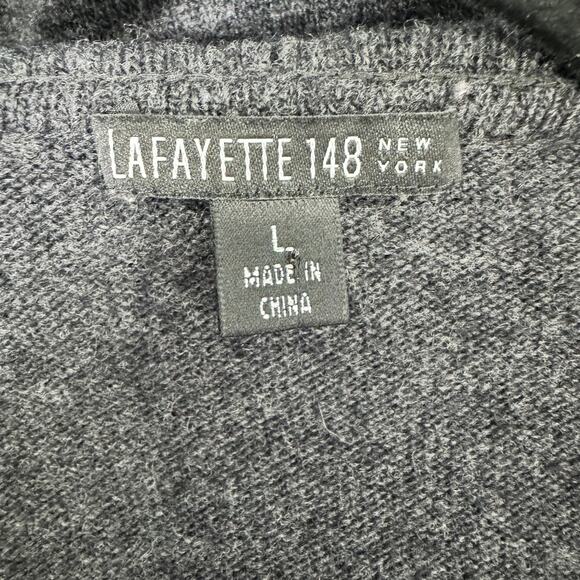 LAFAYETTE 148 NEW YORK
L
MADE IN
CHINA